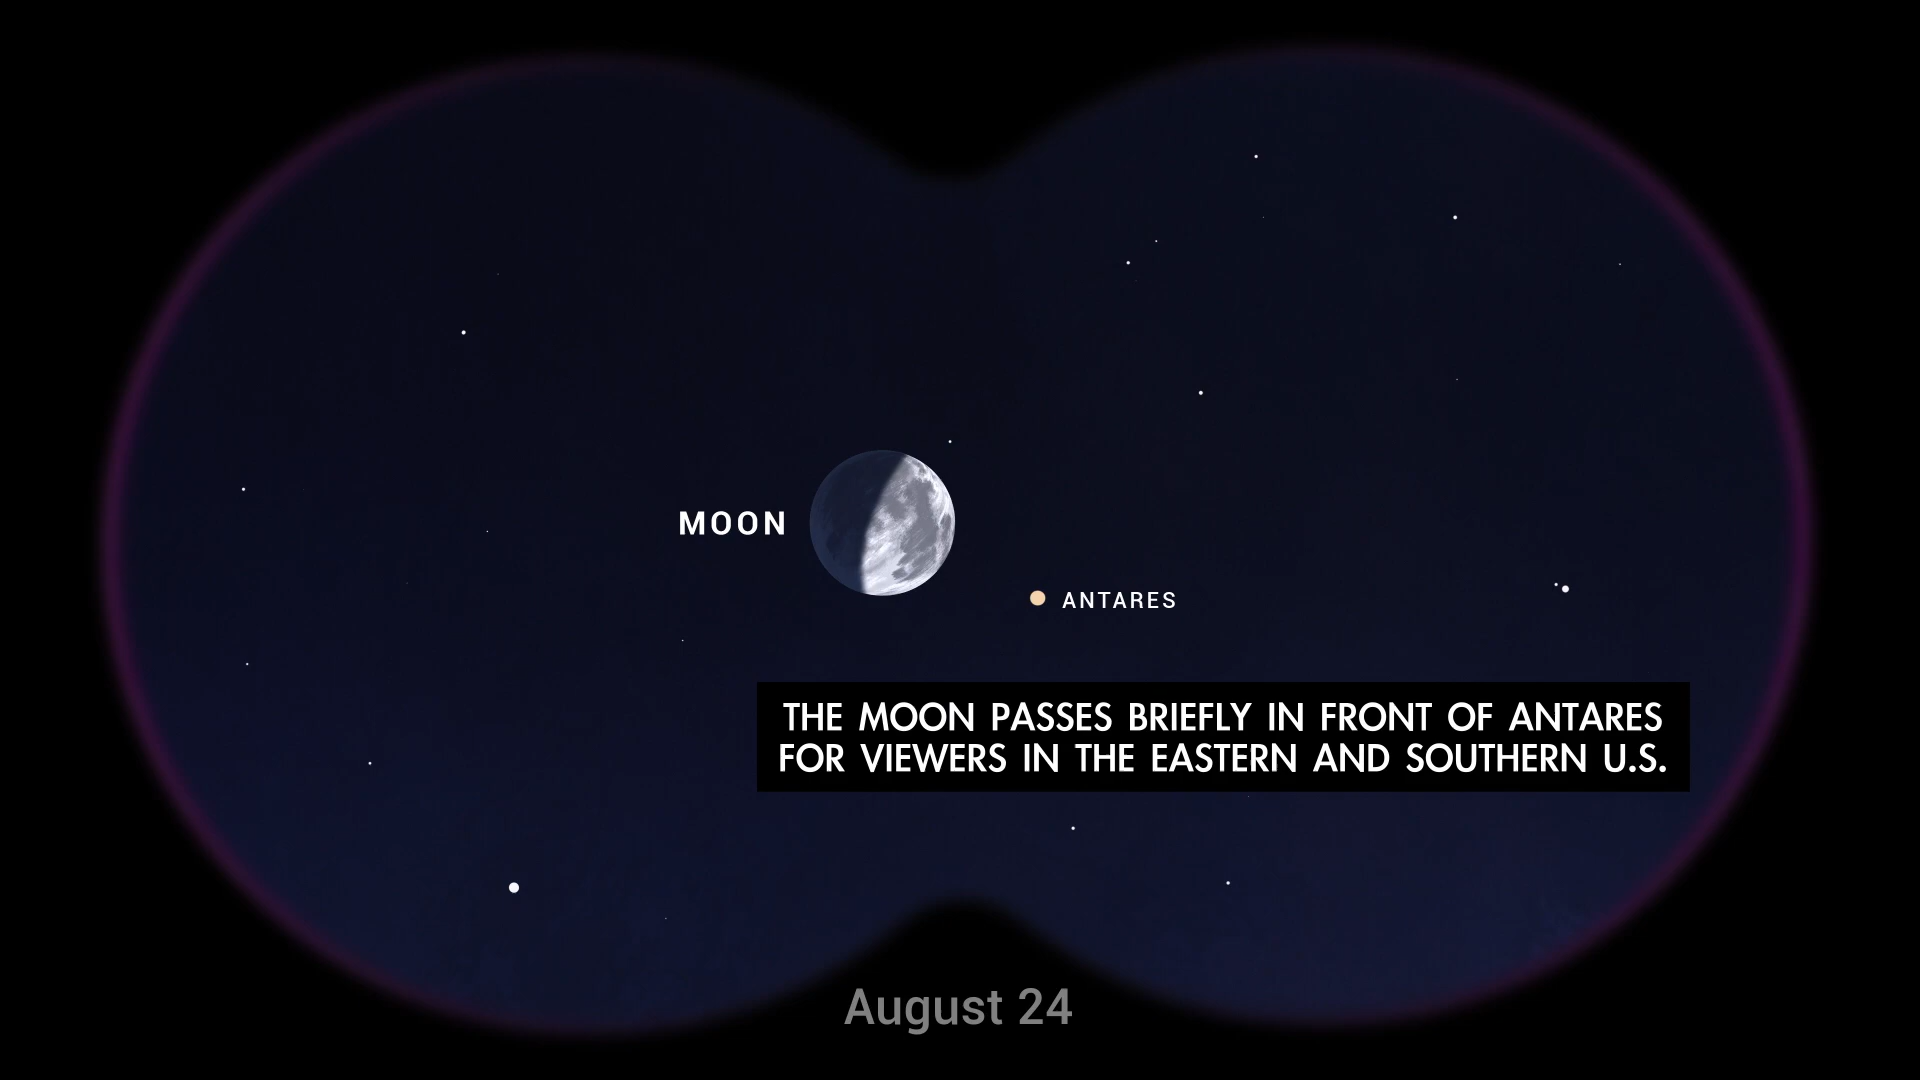 MOON
ANTARES
THE MOON PASSES BRIEFLY IN FRONT OF ANTARES
FOR VIEWERS IN THE EASTERN AND SOUTHERN U.S.
August 24